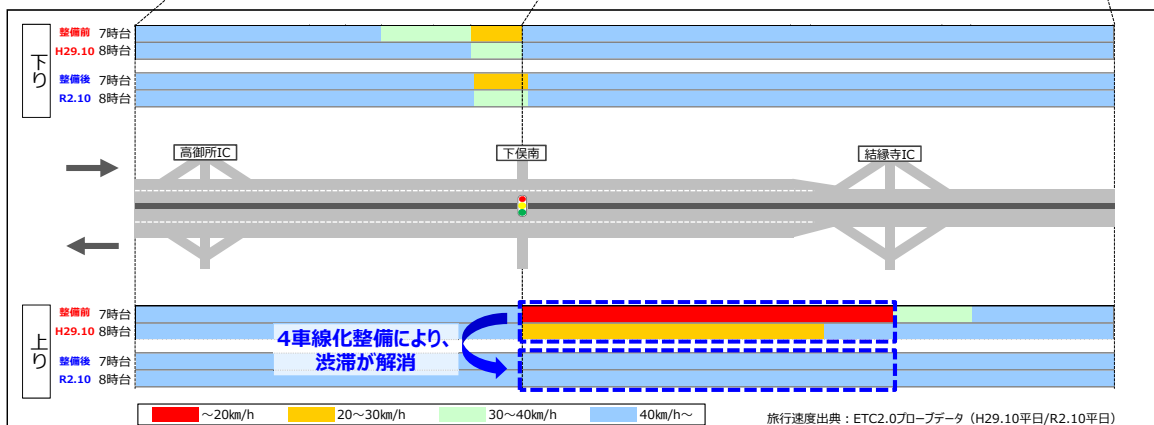 下り
整備前 7時台
H29.10 8時台
整備後 7時台
R2.10 8時台
高御所IC
下俣南
結縁寺IC
上り
整備前 7時台
H29.10 8時台
整備後 7時台
R2.10 8時台
4車線化整備により、
渋滞が解消
～20km/h
20～30km/h
30～40km/h
40km/h～
旅行速度出典：ETC2.0プローブデータ（H29.10平日/R2.10平日）